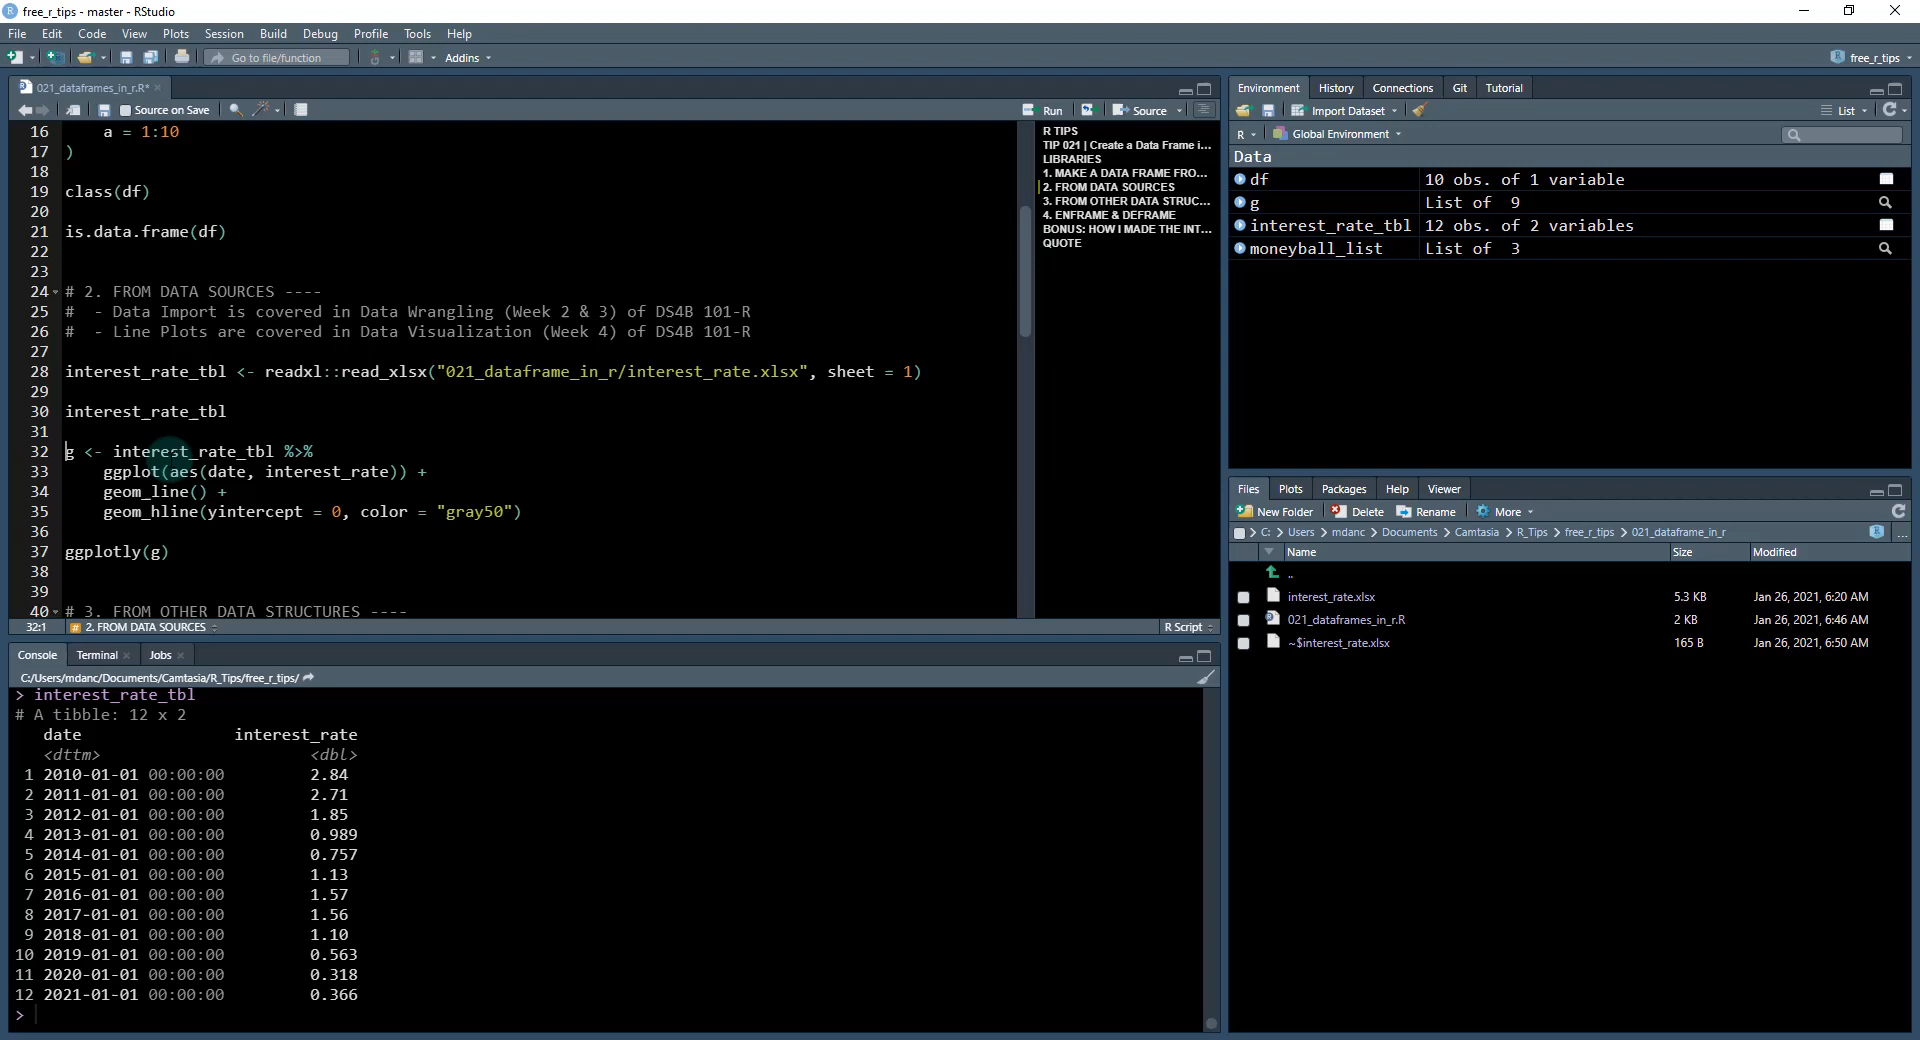 free_r_tips - master - RStudio
File Edit Code View Plots Session Build Debug Profile Tools Help
Go to file/function Addins free_r_tips
021_dataframes_in_r.R*
Source on Save Run Source
16 a = 1:10
17 )
18
19 class(df)
20
21 is.data.frame(df)
22
23
24 # 2. FROM DATA SOURCES ----
25 #  - Data Import is covered in Data Wrangling (Week 2 & 3) of DS4B 101-R
26 #  - Line Plots are covered in Data Visualization (Week 4) of DS4B 101-R
27
28 interest_rate_tbl <- readxl::read_xlsx("021_dataframe_in_r/interest_rate.xlsx", sheet = 1)
29
30 interest_rate_tbl
31
32 g <- interest_rate_tbl %>%
33 ggplot(aes(date, interest_rate)) +
34 geom_line() +
35 geom_hline(yintercept = 0, color = "gray50")
36
37 ggplotly(g)
38
39
40 # 3. FROM OTHER DATA STRUCTURES ----
32:1 # 2. FROM DATA SOURCES R Script
R TIPS
TIP 021 | Create a Data Frame i...
LIBRARIES
1. MAKE A DATA FRAME FRO...
2. FROM DATA SOURCES
3. FROM OTHER DATA STRUC...
4. ENFRAME & DEFRAME
BONUS: HOW I MADE THE INT...
QUOTE
Console Terminal Jobs
C:/Users/mdanc/Documents/Camtasia/R_Tips/free_r_tips/
> interest_rate_tbl
# A tibble: 12 x 2
date interest_rate
<dttm> <dbl>
1 2010-01-01 00:00:00 2.84
2 2011-01-01 00:00:00 2.71
3 2012-01-01 00:00:00 1.85
4 2013-01-01 00:00:00 0.989
5 2014-01-01 00:00:00 0.757
6 2015-01-01 00:00:00 1.13
7 2016-01-01 00:00:00 1.57
8 2017-01-01 00:00:00 1.56
9 2018-01-01 00:00:00 1.10
10 2019-01-01 00:00:00 0.563
11 2020-01-01 00:00:00 0.318
12 2021-01-01 00:00:00 0.366
>
Environment History Connections Git Tutorial
Import Dataset List
R Global Environment
Data
df 10 obs. of 1 variable
g List of 9
interest_rate_tbl 12 obs. of 2 variables
moneyball_list List of 3
Files Plots Packages Help Viewer
New Folder Delete Rename More
C: > Users > mdanc > Documents > Camtasia > R_Tips > free_r_tips > 021_dataframe_in_r ...
Name Size Modified
..
interest_rate.xlsx 5.3 KB Jan 26, 2021, 6:20 AM
021_dataframes_in_r.R 2 KB Jan 26, 2021, 6:46 AM
~$interest_rate.xlsx 165 B Jan 26, 2021, 6:50 AM